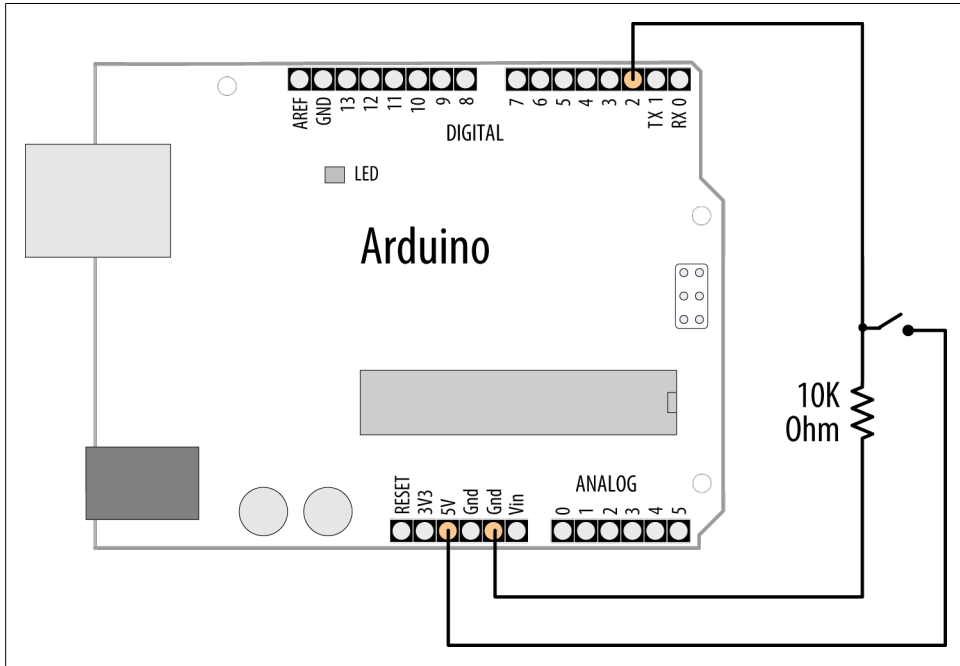 AREF GND 13 12 11 10 9 8 7 6 5 4 3 2 TX 1 RX 0
DIGITAL
LED
Arduino
10K
Ohm
ANALOG
RESET 3V3 5V Gnd Gnd Vin 0 1 2 3 4 5